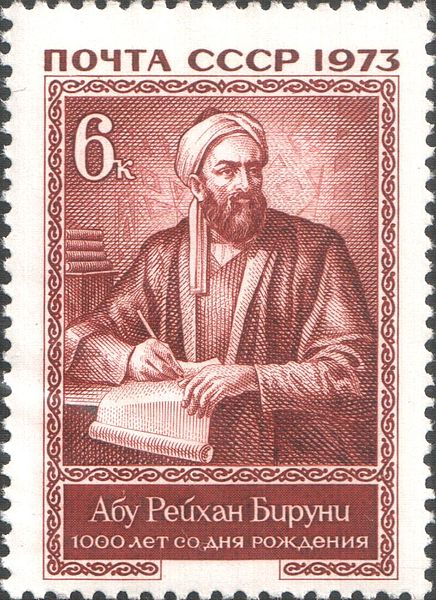 ПОЧТА СССР 1973
6к
Абу Рейхан Бируни
1000 лет со дня рождения